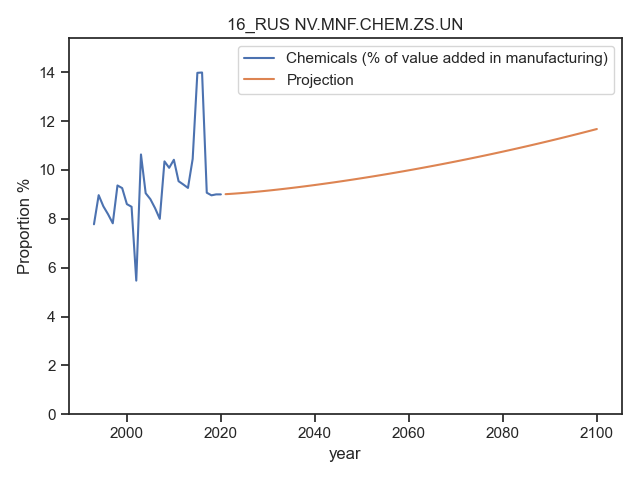 16_RUS NV.MNF.CHEM.ZS.UN
Chemicals (% of value added in manufacturing)
Projection
Proportion %
14
12
10
8
6
4
2
0
2000
2020
2040
2060
2080
2100
year